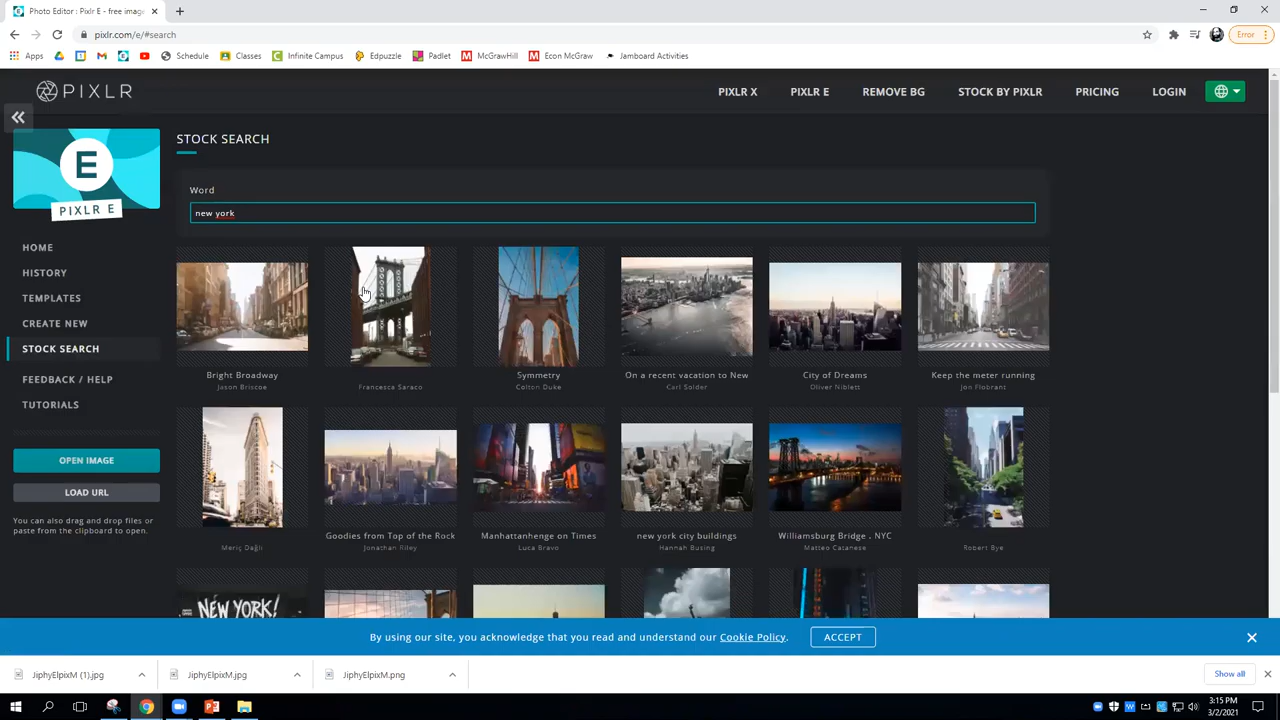 Photo Editor : Pixlr E - free imag
pixlr.com/e/#search
Error
Apps
Schedule
Classes
Infinite Campus
Edpuzzle
Padlet
McGrawHill
Econ McGraw
Jamboard Activities
PIXLR
PIXLR X
PIXLR E
REMOVE BG
STOCK BY PIXLR
PRICING
LOGIN
E
PIXLR E
HOME
HISTORY
TEMPLATES
CREATE NEW
STOCK SEARCH
FEEDBACK / HELP
TUTORIALS
OPEN IMAGE
LOAD URL
You can also drag and drop files or
paste from the clipboard to open.
STOCK SEARCH
Word
new york
Bright Broadway
Jason Briscoe
Francesca Saraco
Symmetry
Colton Duke
On a recent vacation to New
Carl Solder
City of Dreams
Oliver Niblett
Keep the meter running
Jon Flobrant
Meriç Dağlı
Goodies from Top of the Rock
Jonathan Riley
Manhattanhenge on Times
Luca Bravo
new york city buildings
Hannah Busing
Williamsburg Bridge . NYC
Matteo Catanese
Robert Bye
NEW YORK!
By using our site, you acknowledge that you read and understand our Cookie Policy.
ACCEPT
JiphyElpixM (1).jpg
JiphyElpixM.jpg
JiphyElpixM.png
Show all
3:15 PM
3/2/2021